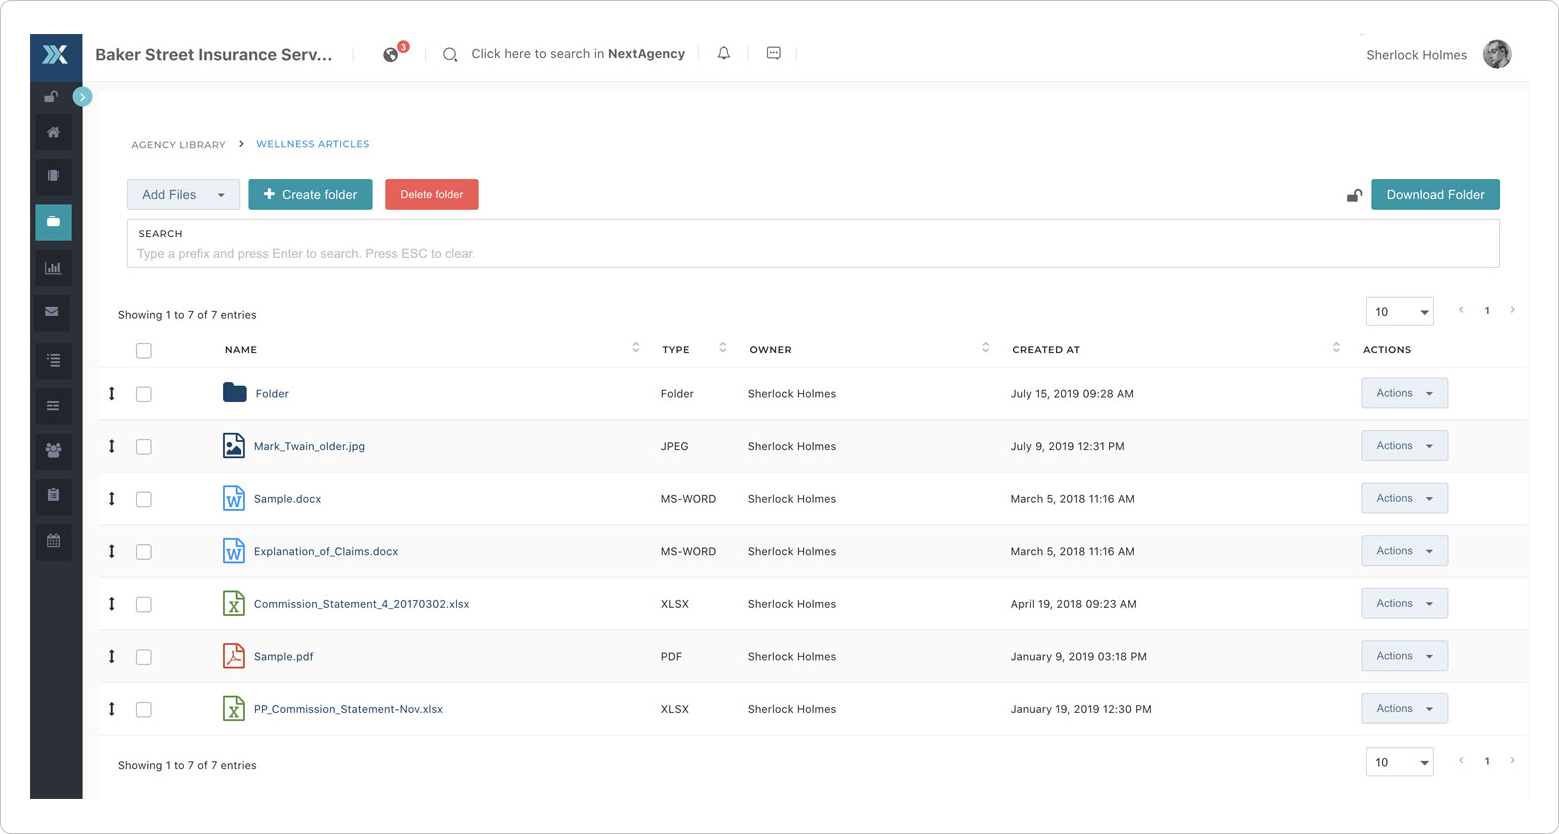 Baker Street Insurance Serv...
3
Click here to search in NextAgency
Sherlock Holmes
AGENCY LIBRARY > WELLNESS ARTICLES
Add Files
+ Create folder
Delete folder
Download Folder
SEARCH
Type a prefix and press Enter to search. Press ESC to clear.
Showing 1 to 7 of 7 entries
10
‹ 1 ›
NAME TYPE OWNER CREATED AT ACTIONS
Folder Folder Sherlock Holmes July 15, 2019 09:28 AM Actions
Mark_Twain_older.jpg JPEG Sherlock Holmes July 9, 2019 12:31 PM Actions
Sample.docx MS-WORD Sherlock Holmes March 5, 2018 11:16 AM Actions
Explanation_of_Claims.docx MS-WORD Sherlock Holmes March 5, 2018 11:16 AM Actions
Commission_Statement_4_20170302.xlsx XLSX Sherlock Holmes April 19, 2018 09:23 AM Actions
Sample.pdf PDF Sherlock Holmes January 9, 2019 03:18 PM Actions
PP_Commission_Statement-Nov.xlsx XLSX Sherlock Holmes January 19, 2019 12:30 PM Actions
Showing 1 to 7 of 7 entries
10
‹ 1 ›